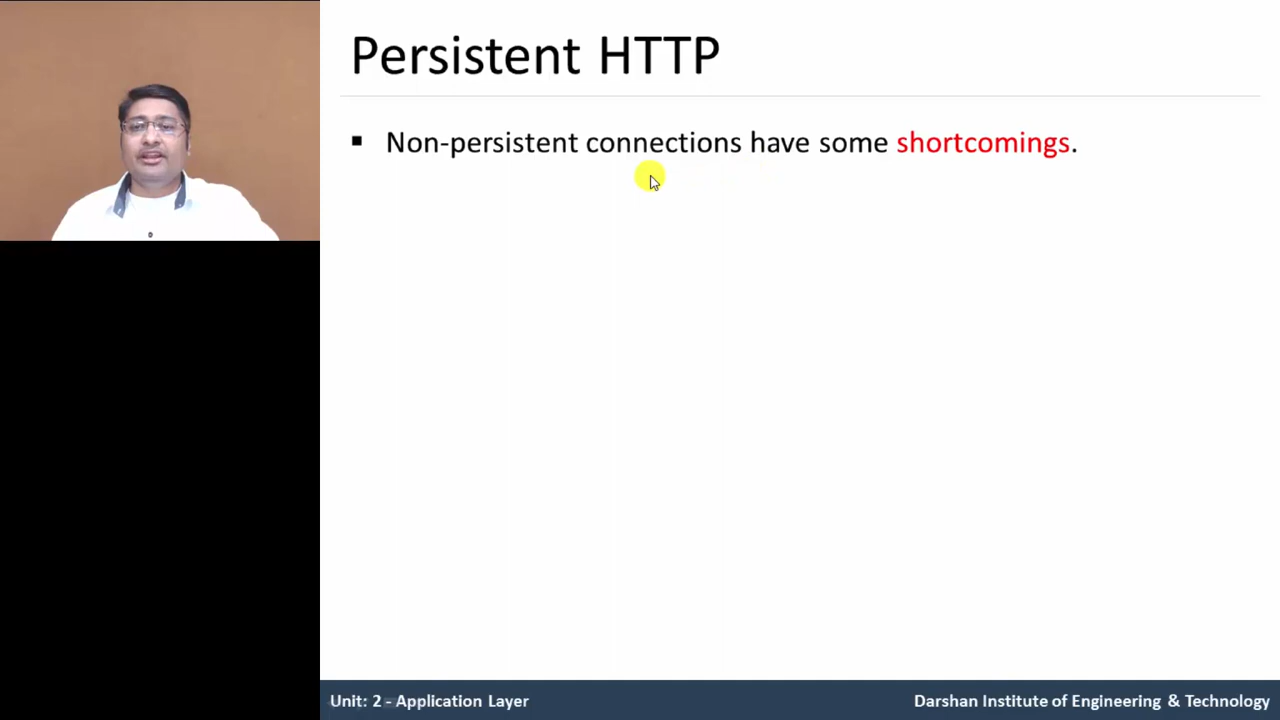 Persistent HTTP
▪ Non-persistent connections have some shortcomings.
Unit: 2 - Application Layer
Darshan Institute of Engineering & Technology